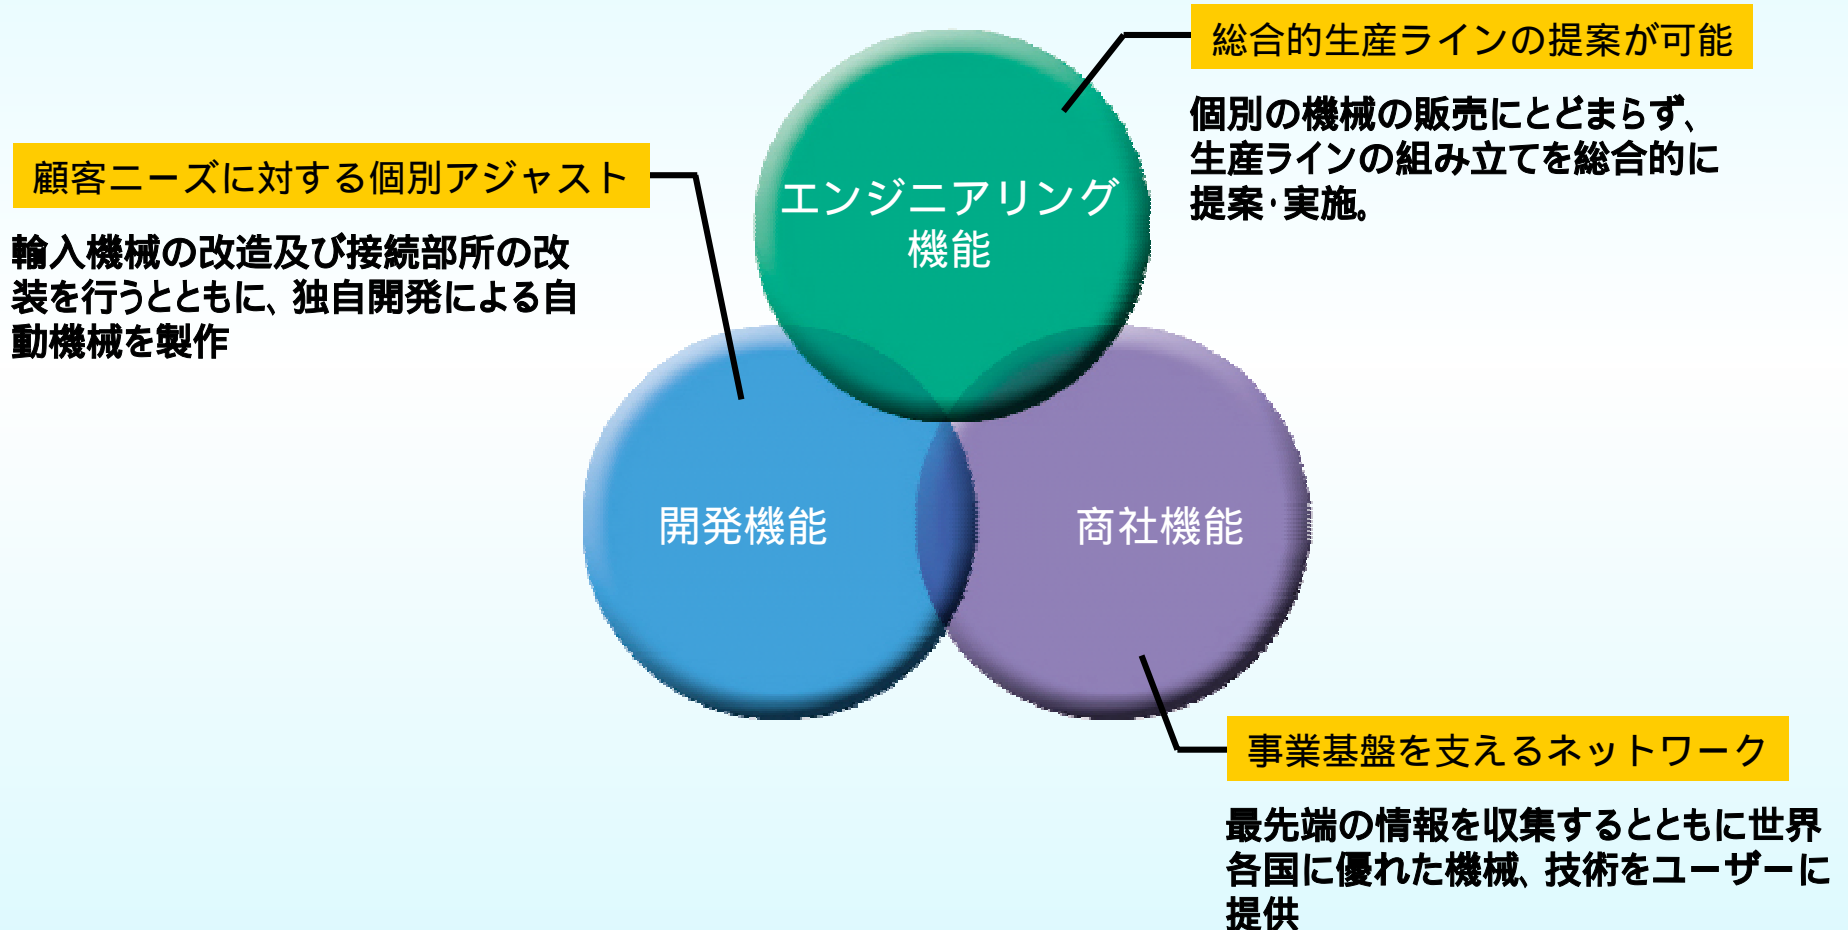 総合的生産ラインの提案が可能
個別の機械の販売にとどまらず、
生産ラインの組み立てを総合的に
提案・実施。
顧客ニーズに対する個別アジャスト
輸入機械の改造及び接続部所の改
装を行うとともに、独自開発による自
動機械を製作
エンジニアリング
機能
開発機能
商社機能
事業基盤を支えるネットワーク
最先端の情報を収集するとともに世界
各国に優れた機械、技術をユーザーに
提供